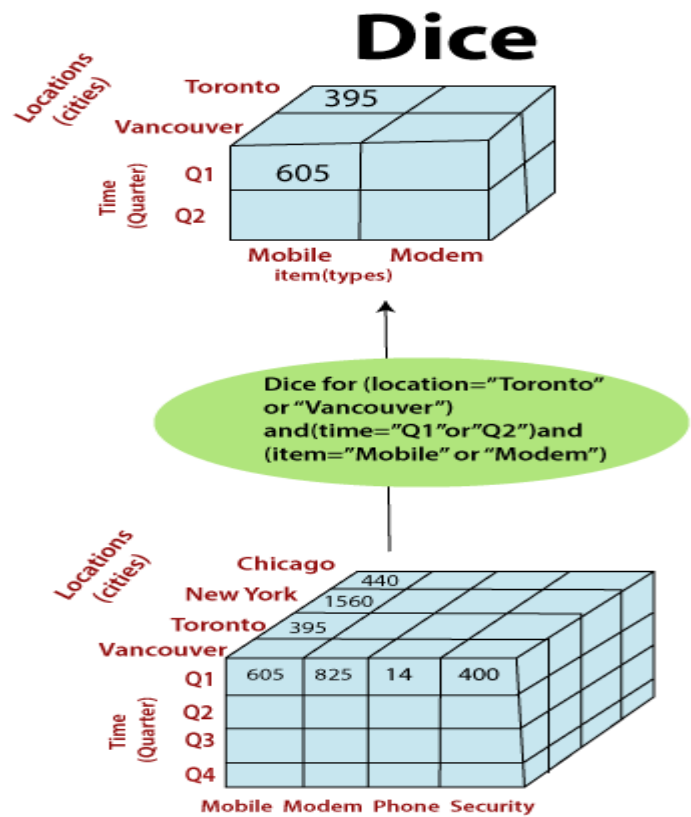 Dice
Locations
(cities)
Toronto
395
Vancouver
Time
(Quarter)
Q1
605
Q2
Mobile Modem
item(types)
Dice for (location=”Toronto”
or “Vancouver”)
and(time=”Q1”or”Q2”)and
(item=”Mobile” or “Modem”)
Locations
(cities)
Chicago
440
New York
1560
Toronto
395
Vancouver
Time
(Quarter)
Q1 605 825 14 400
Q2
Q3
Q4
Mobile Modem Phone Security